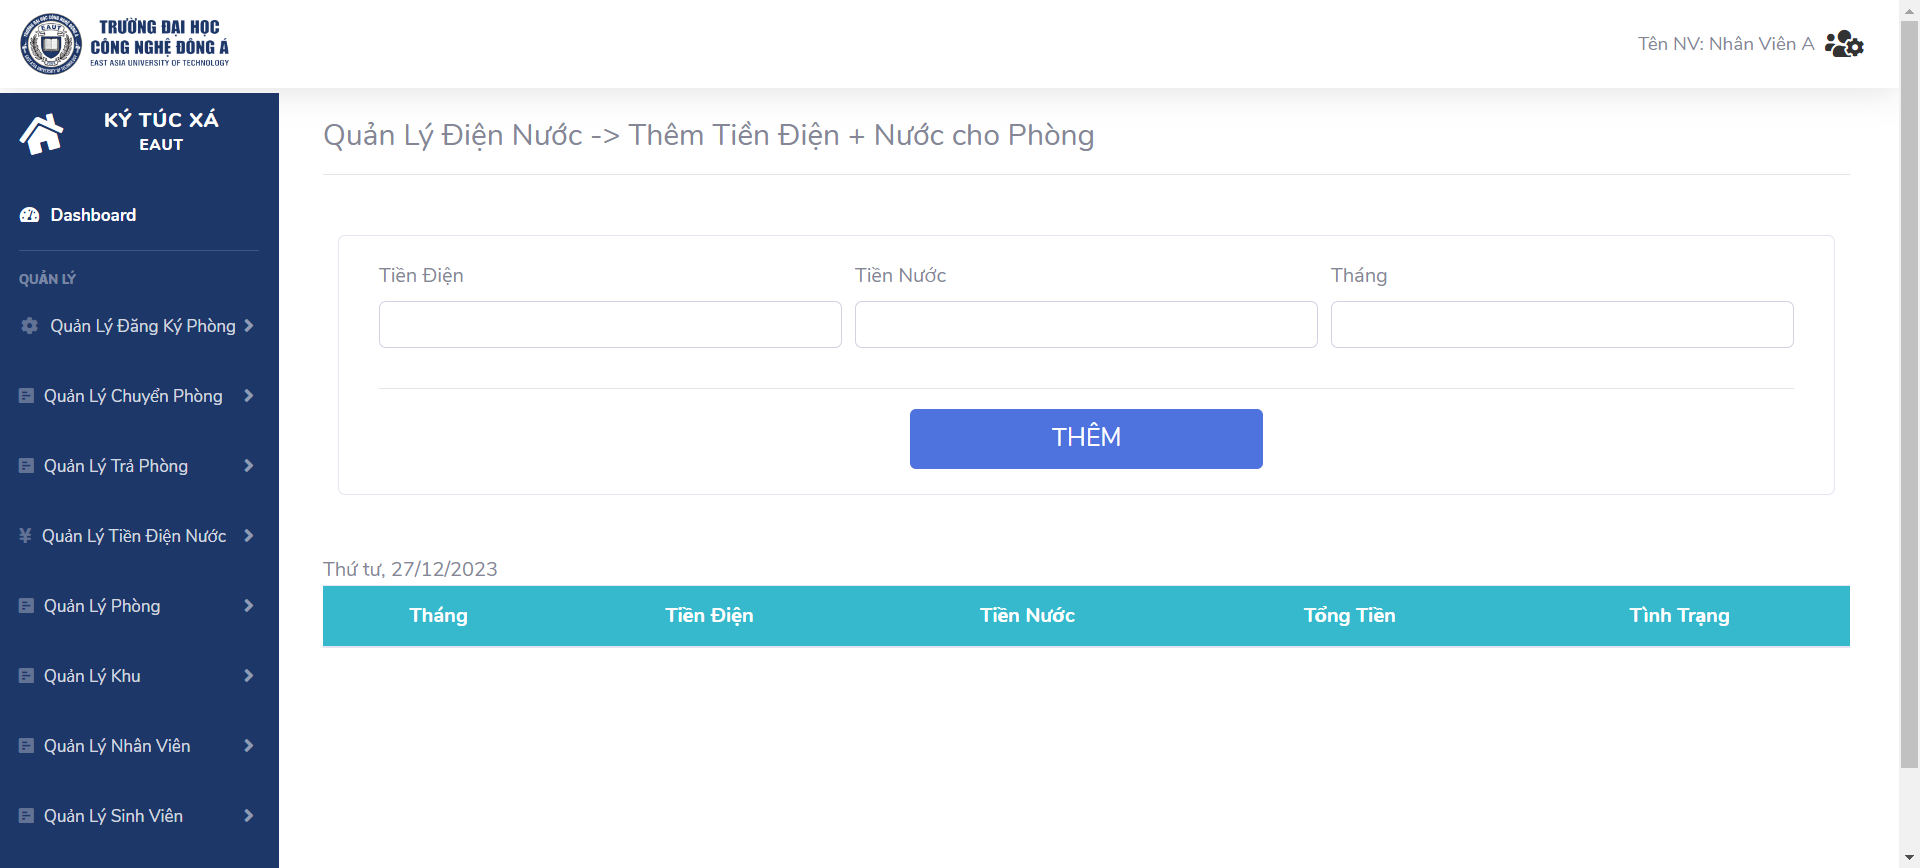 TRƯỜNG ĐẠI HỌC
CÔNG NGHỆ ĐÔNG Á
EAST ASIA UNIVERSITY OF TECHNOLOGY
Tên NV: Nhân Viên A
KÝ TÚC XÁ
EAUT
Dashboard
QUẢN LÝ
Quản Lý Đăng Ký Phòng
Quản Lý Chuyển Phòng
Quản Lý Trả Phòng
Quản Lý Tiền Điện Nước
Quản Lý Phòng
Quản Lý Khu
Quản Lý Nhân Viên
Quản Lý Sinh Viên
Quản Lý Điện Nước -> Thêm Tiền Điện + Nước cho Phòng
Tiền Điện Tiền Nước Tháng
THÊM
Thứ tư, 27/12/2023
Tháng Tiền Điện Tiền Nước Tổng Tiền Tình Trạng